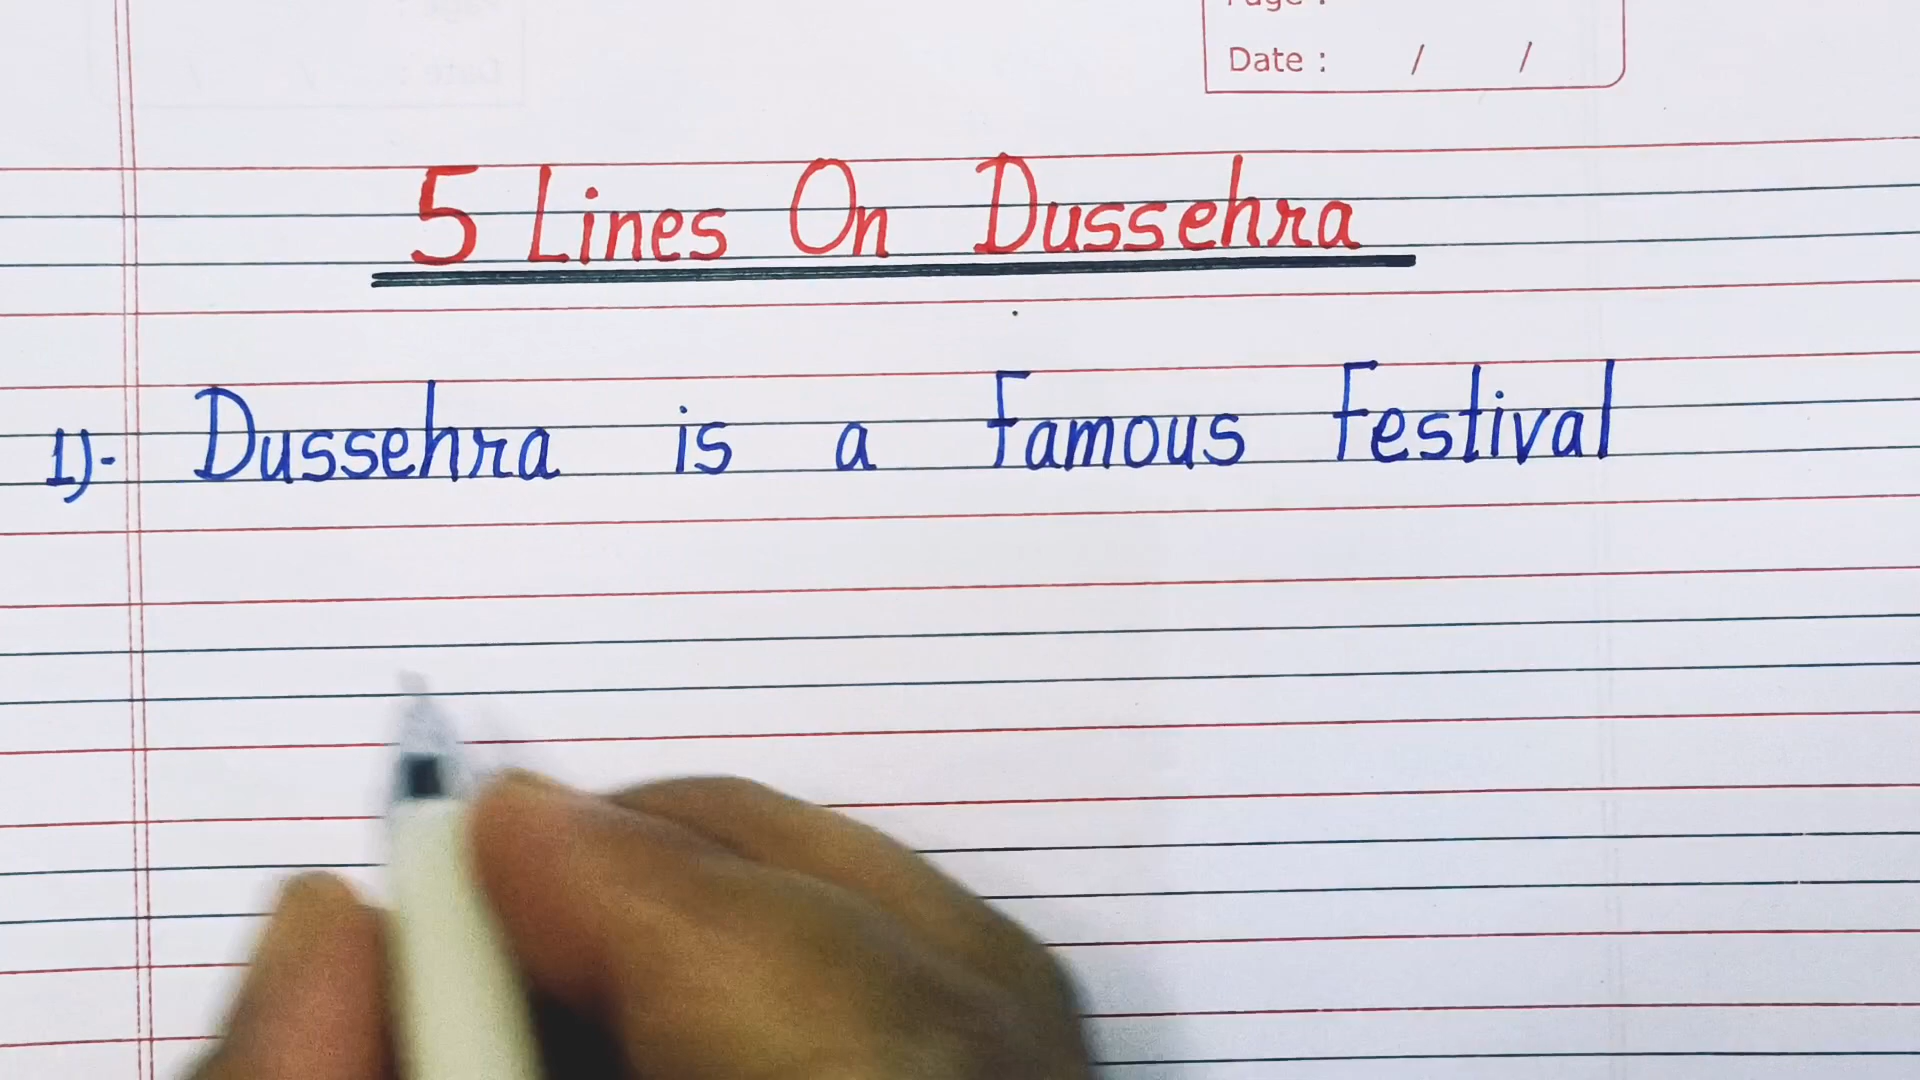 Date : / /
5 Lines On Dussehra
1)- Dussehra is a famous festival